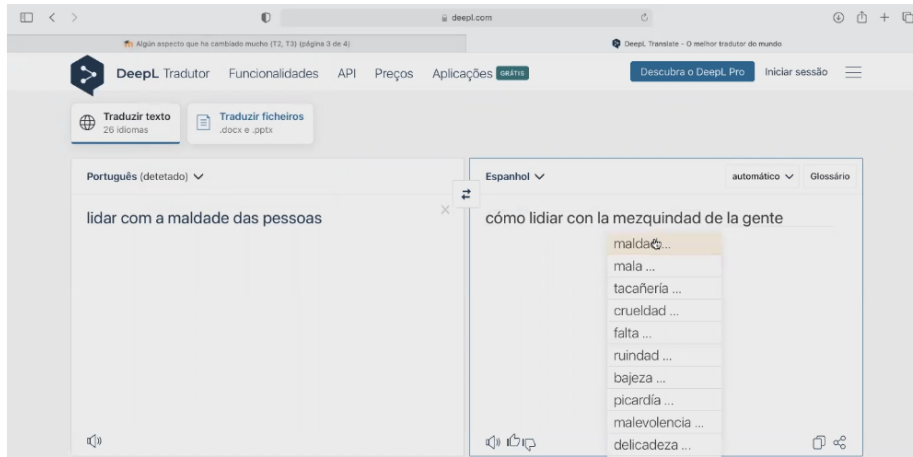 deepl.com
Algún aspecto que ha cambiado mucho (T2, T3) (página 3 de 4)
DeepL Translate - O melhor tradutor do mundo
DeepL Tradutor Funcionalidades API Preços Aplicações GRÁTIS Descubra o DeepL Pro Iniciar sessão
Traduzir texto
26 idiomas
Traduzir ficheiros
.docx e .pptx
Português (detetado)
lidar com a maldade das pessoas
Espanhol automático Glossário
cómo lidiar con la mezquindad de la gente
maldad ...
mala ...
tacañería ...
crueldad ...
falta ...
ruindad ...
bajeza ...
picardía ...
malevolencia ...
delicadeza ...